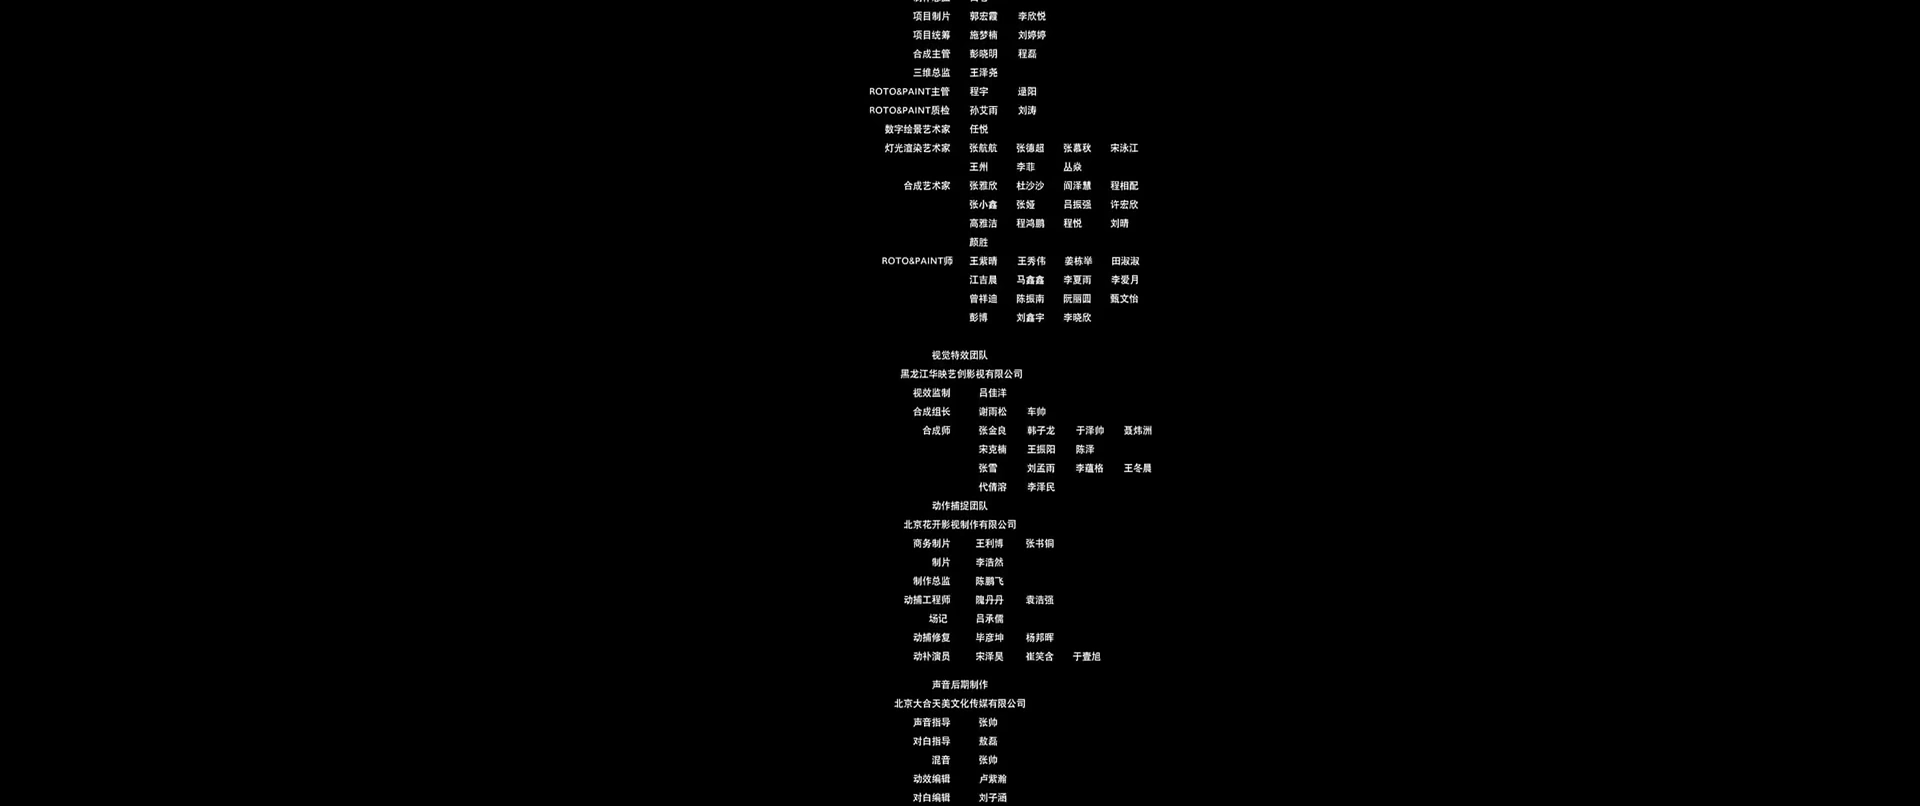 项目制片 郭宏霞 李欣悦
项目统筹 施梦楠 刘婷婷
合成主管 彭晓明 程磊
三维总监 王泽尧
ROTO&PAINT主管 程宇 逯阳
ROTO&PAINT质检 孙艾雨 刘涛
数字绘景艺术家 任悦
灯光渲染艺术家 张航航 张德超 张慕秋 宋泳江
王州 李菲 丛焱
合成艺术家 张雅欣 杜沙沙 阎泽慧 程相配
张小鑫 张娅 吕振强 许宏欣
高雅洁 程鸿鹏 程悦 刘晴
颜胜
ROTO&PAINT师 王紫晴 王秀伟 姜栋举 田淑淑
江吉晨 马鑫鑫 李夏雨 李爱月
曾祥迪 陈振南 阮丽圆 甄文怡
彭博 刘鑫宇 李晓欣
视觉特效团队
黑龙江华映艺创影视有限公司
视效监制 吕佳洋
合成组长 谢雨松 车帅
合成师 张金良 韩子龙 于泽帅 聂炜洲
宋克楠 王振阳 陈泽
张雪 刘孟雨 李蕴格 王冬晨
代倩溶 李泽民
动作捕捉团队
北京花开影视制作有限公司
商务制片 王利博 张书铜
制片 李浩然
制作总监 陈鹏飞
动捕工程师 隗丹丹 袁浩强
场记 吕承儒
动捕修复 毕彦坤 杨邦晖
动补演员 宋泽昊 崔笑含 于壹旭
声音后期制作
北京大合天美文化传媒有限公司
声音指导 张帅
对白指导 敖磊
混音 张帅
动效编辑 卢紫瀚
对白编辑 刘子涵